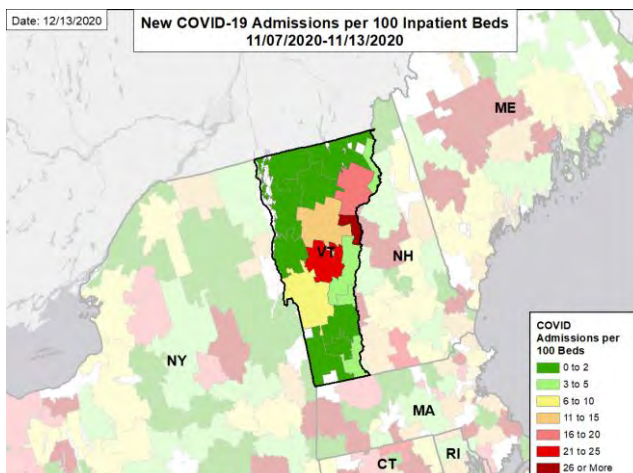 Date: 12/13/2020
New COVID-19 Admissions per 100 Inpatient Beds
11/07/2020-11/13/2020
ME
VT
NH
NY
MA
CT
RI
COVID
Admissions per
100 Beds
0 to 2
3 to 5
6 to 10
11 to 15
16 to 20
21 to 25
26 or More